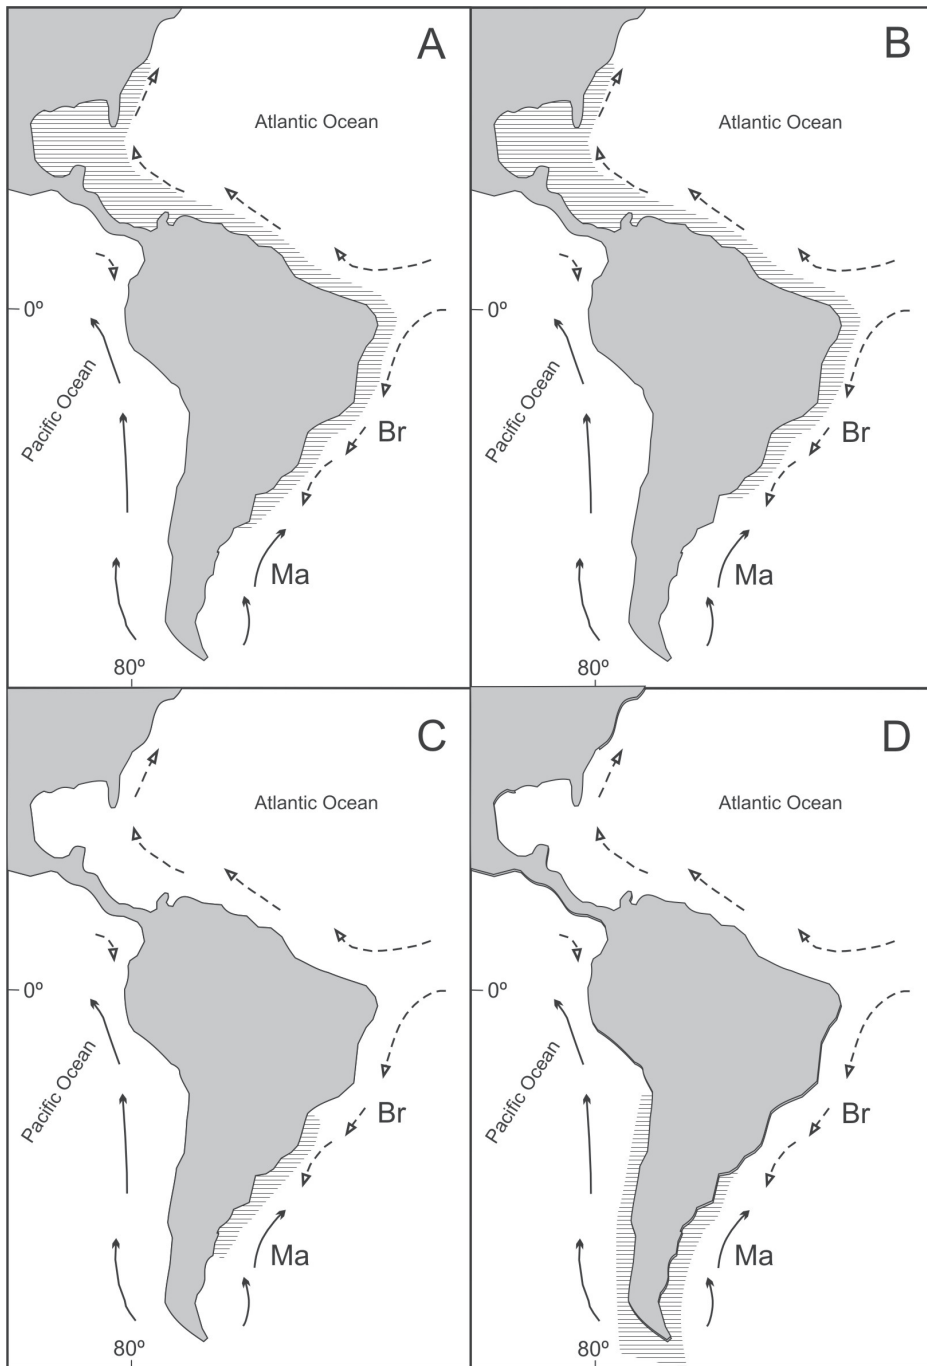 A
Atlantic Ocean
0º
Pacific Ocean
Br
Ma
80º
B
Atlantic Ocean
0º
Pacific Ocean
Br
Ma
80º
C
Atlantic Ocean
0º
Pacific Ocean
Br
Ma
80º
D
Atlantic Ocean
0º
Pacific Ocean
Br
Ma
80º